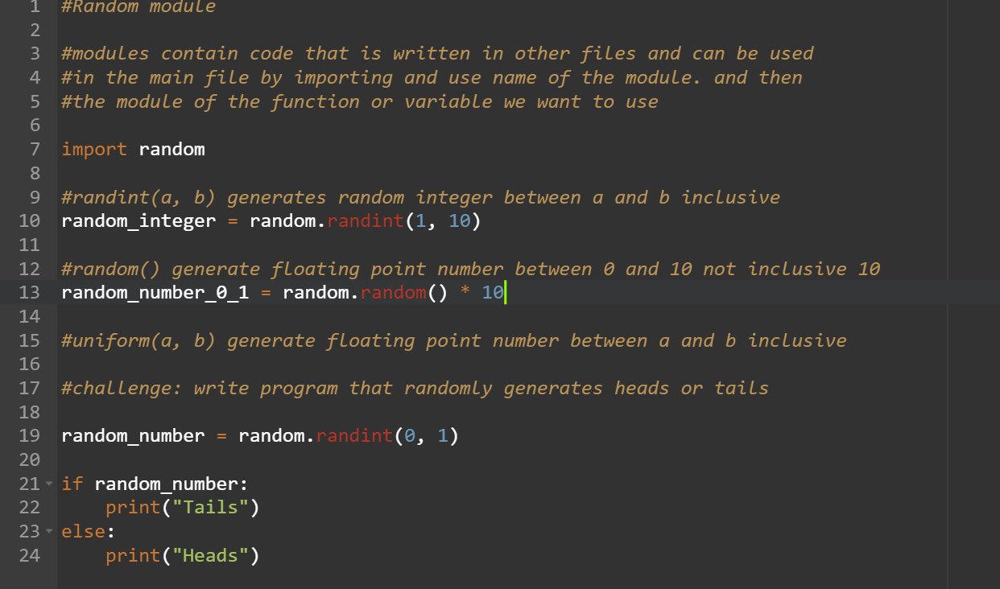 1 #Random module
2
3 #modules contain code that is written in other files and can be used
4 #in the main file by importing and use name of the module. and then
5 #the module of the function or variable we want to use
6
7 import random
8
9 #randint(a, b) generates random integer between a and b inclusive
10 random_integer = random.randint(1, 10)
11
12 #random() generate floating point number between 0 and 10 not inclusive 10
13 random_number_0_1 = random.random() * 10
14
15 #uniform(a, b) generate floating point number between a and b inclusive
16
17 #challenge: write program that randomly generates heads or tails
18
19 random_number = random.randint(0, 1)
20
21 if random_number:
22     print("Tails")
23 else:
24     print("Heads")